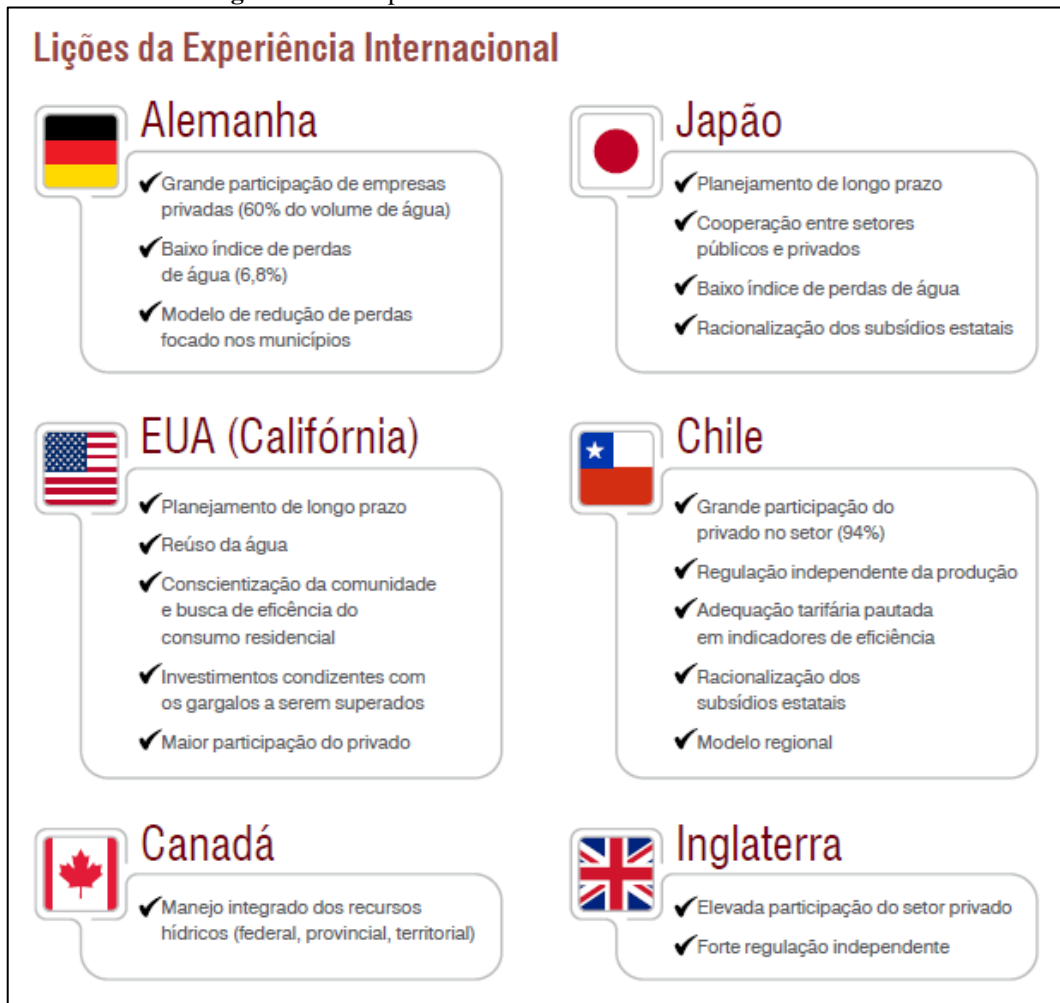 Lições da Experiência Internacional
Alemanha
✔Grande participação de empresas
privadas (60% do volume de água)
✔Baixo índice de perdas
de água (6,8%)
✔Modelo de redução de perdas
focado nos municípios
Japão
✔Planejamento de longo prazo
✔Cooperação entre setores
públicos e privados
✔Baixo índice de perdas de água
✔Racionalização dos subsídios estatais
EUA (Califórnia)
✔Planejamento de longo prazo
✔Reúso da água
✔Conscientização da comunidade
e busca de eficência do
consumo residencial
✔Investimentos condizentes com
os gargalos a serem superados
✔Maior participação do privado
Chile
✔Grande participação do
privado no setor (94%)
✔Regulação independente da produção
✔Adequação tarifária pautada
em indicadores de eficiência
✔Racionalização dos
subsídios estatais
✔Modelo regional
Canadá
✔Manejo integrado dos recursos
hídricos (federal, provincial, territorial)
Inglaterra
✔Elevada participação do setor privado
✔Forte regulação independente